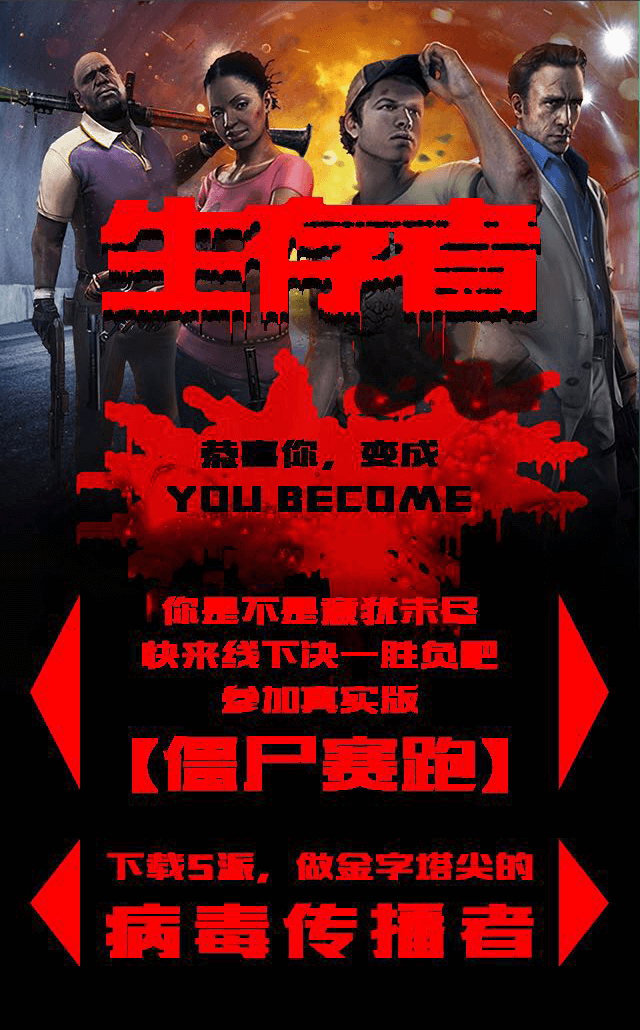 生存者
恭喜你，变成
YOU BECOME
你是不是意犹未尽
快来线下决一胜负吧
参加真实版
【僵尸赛跑】
下载S派，做金字塔尖的
病毒传播者